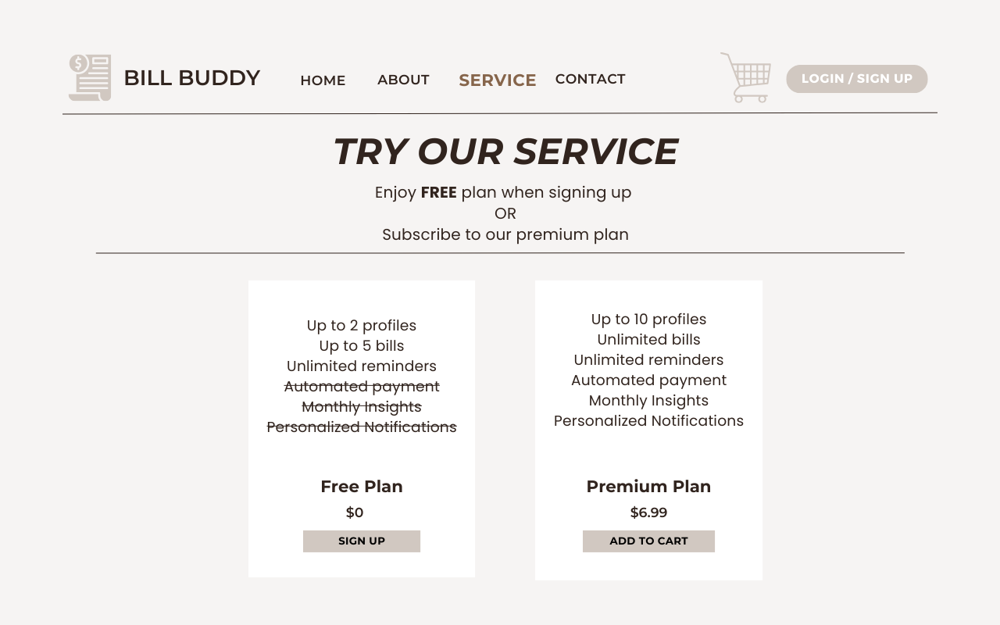 $
BILL BUDDY
HOME
ABOUT
SERVICE
CONTACT
LOGIN / SIGN UP
TRY OUR SERVICE
Enjoy FREE plan when signing up
OR
Subscribe to our premium plan
Up to 2 profiles
Up to 5 bills
Unlimited reminders
Automated payment
Monthly Insights
Personalized Notifications
Free Plan
$0
SIGN UP
Up to 10 profiles
Unlimited bills
Unlimited reminders
Automated payment
Monthly Insights
Personalized Notifications
Premium Plan
$6.99
ADD TO CART